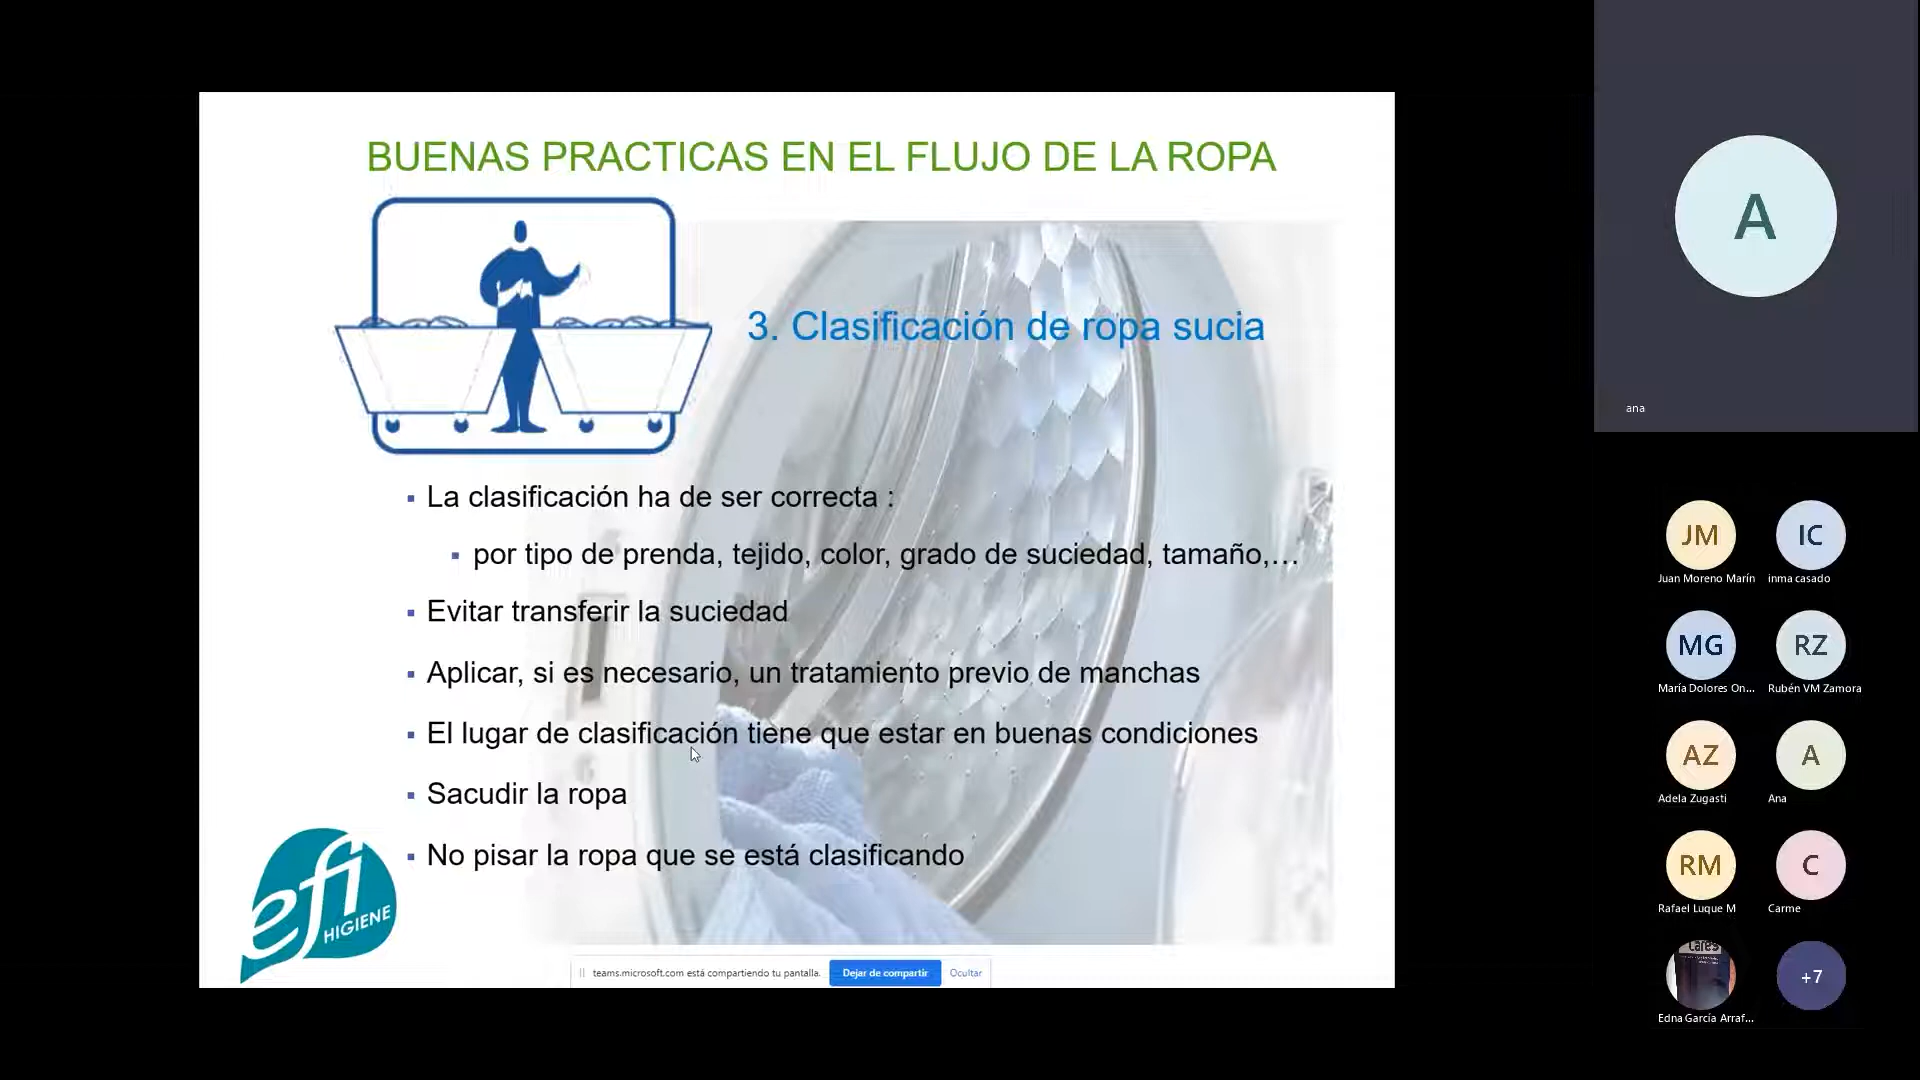 BUENAS PRACTICAS EN EL FLUJO DE LA ROPA
3. Clasificación de ropa sucia
La clasificación ha de ser correcta :
por tipo de prenda, tejido, color, grado de suciedad, tamaño,...
Evitar transferir la suciedad
Aplicar, si es necesario, un tratamiento previo de manchas
El lugar de clasificación tiene que estar en buenas condiciones
Sacudir la ropa
No pisar la ropa que se está clasificando
efi
HIGIENE
teams.microsoft.com está compartiendo tu pantalla.
Dejar de compartir
Ocultar
A
ana
JM
Juan Moreno Marín
IC
inma casado
MG
María Dolores On...
RZ
Rubén VM Zamora
AZ
Adela Zugasti
A
Ana
RM
Rafael Luque M
C
Carme
Cares
Edna García Arraf...
+7